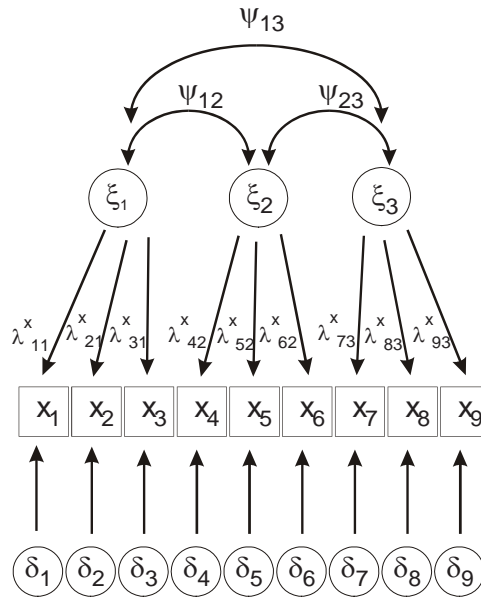 ψ13
ψ12 ψ23
ξ1 ξ2 ξ3
λx11 λx21 λx31 λx42 λx52 λx62 λx73 λx83 λx93
x1 x2 x3 x4 x5 x6 x7 x8 x9
δ1 δ2 δ3 δ4 δ5 δ6 δ7 δ8 δ9